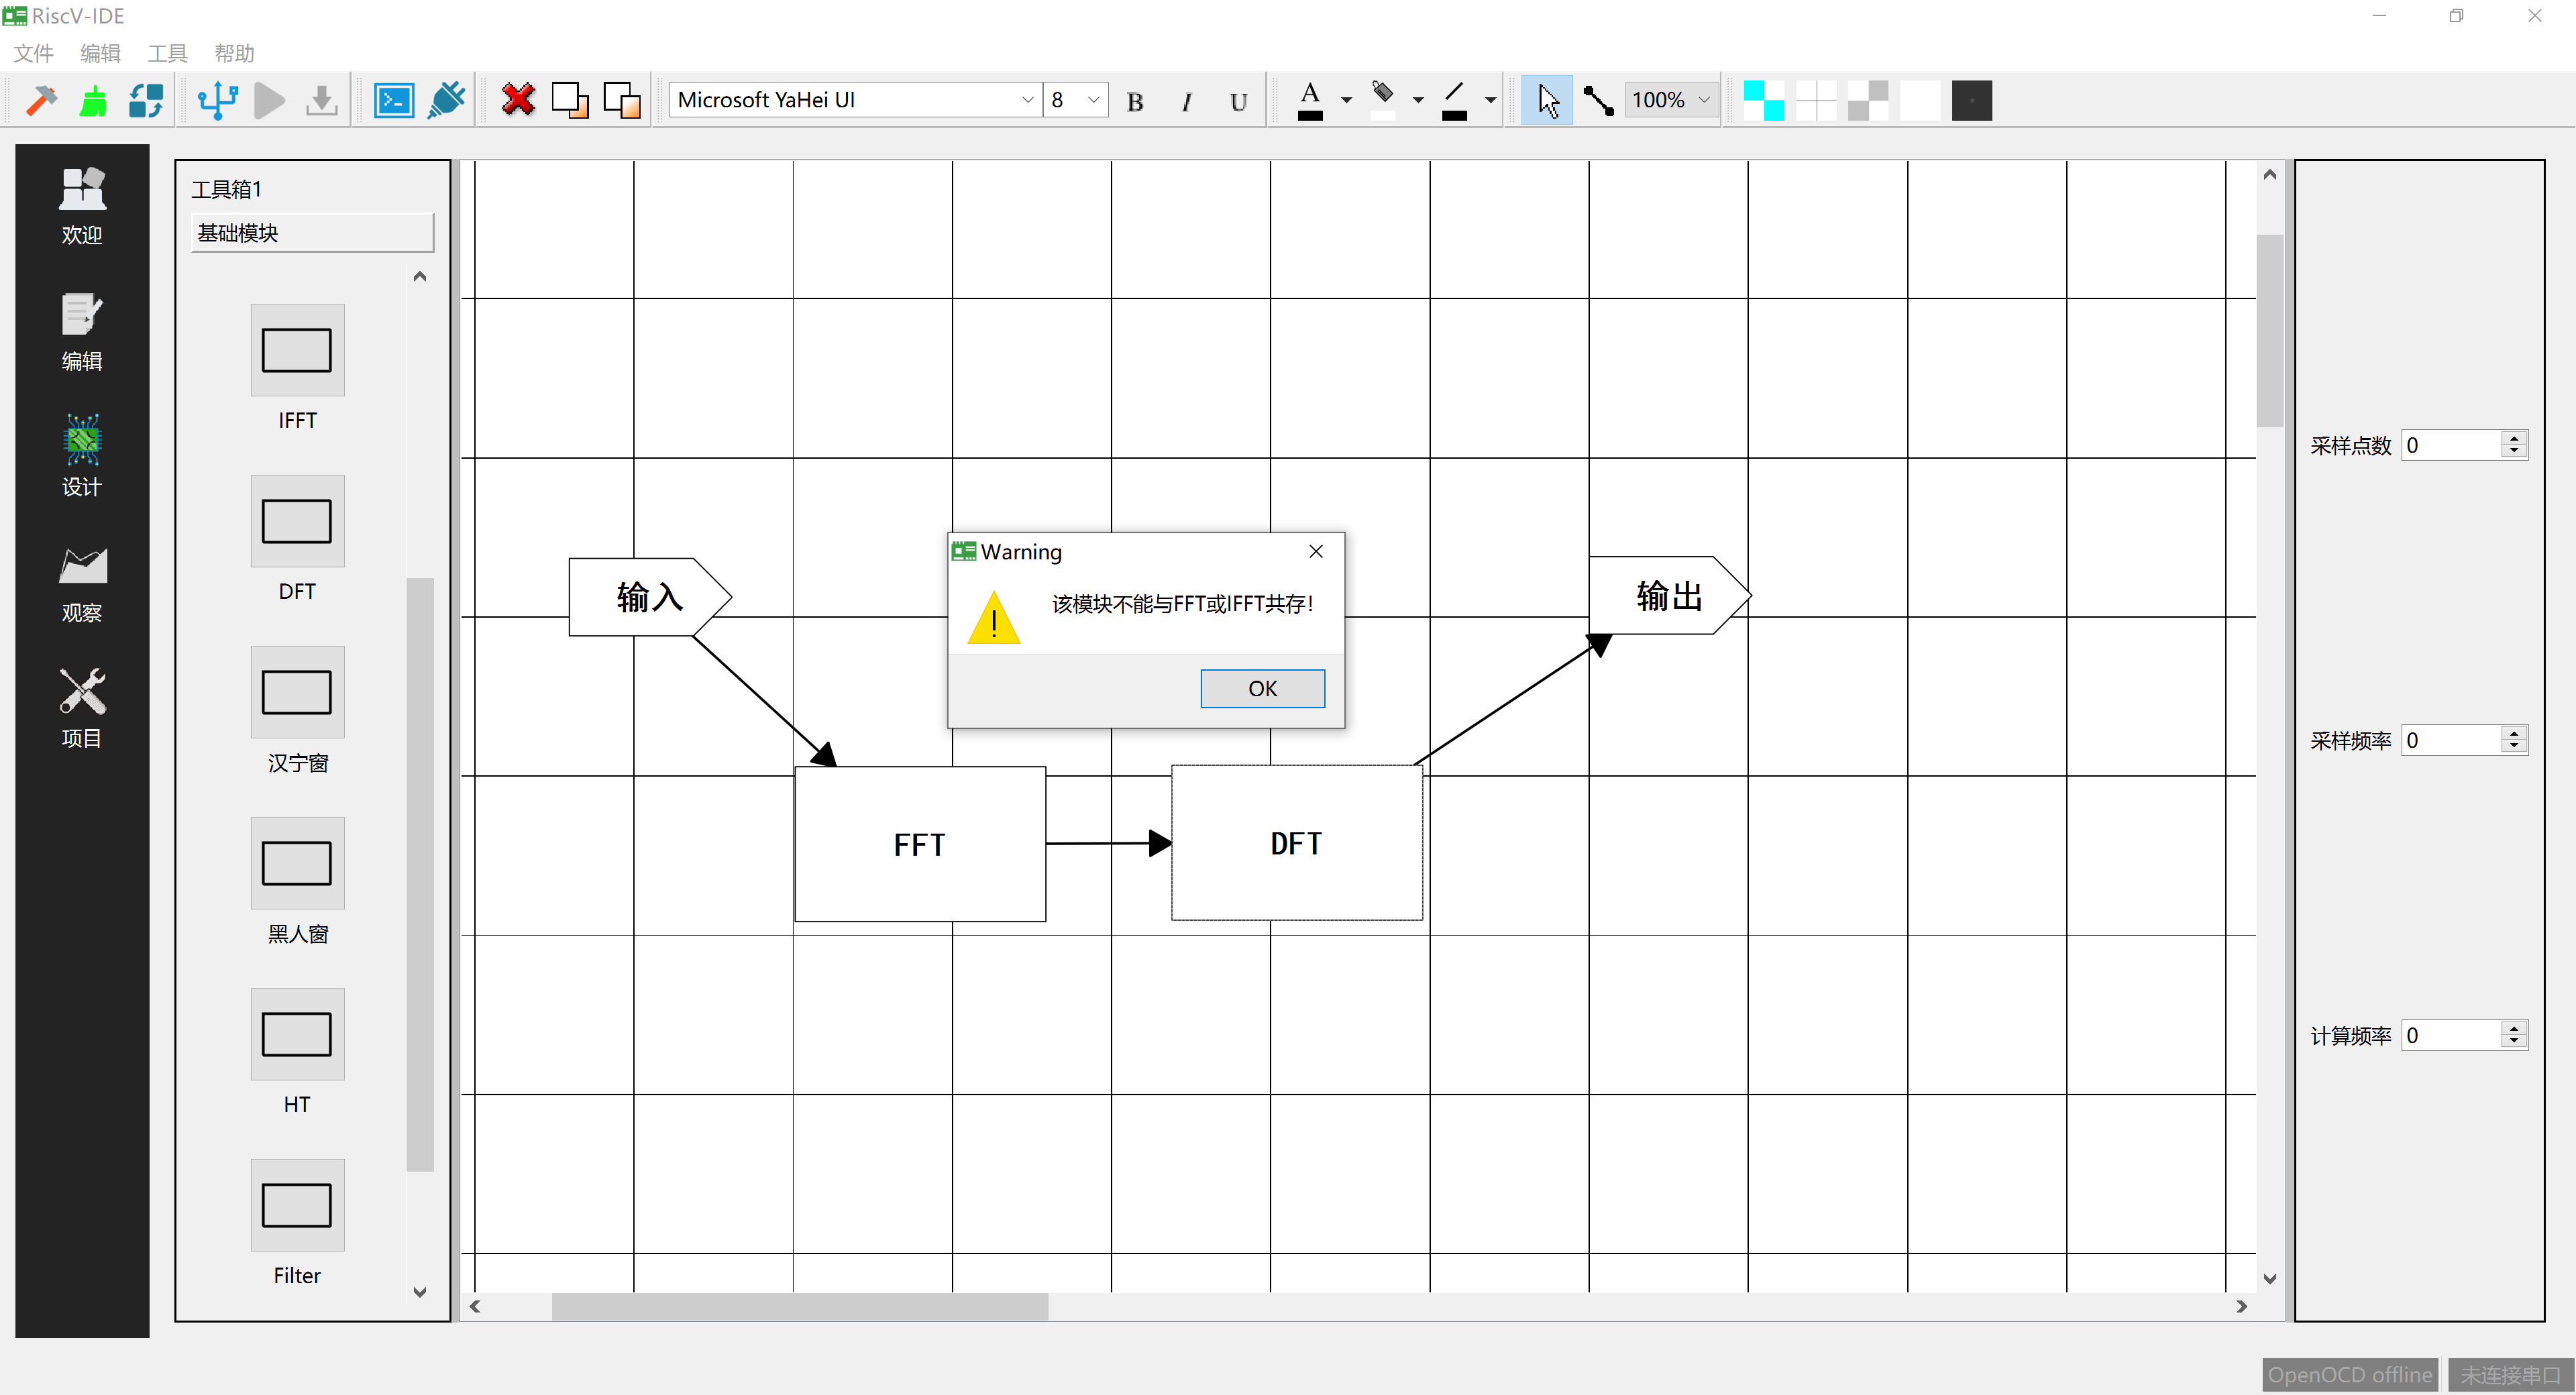 RiscV-IDE
文件 编辑 工具 帮助
Microsoft YaHei UI 8 B I U A 100%
欢迎
编辑
设计
观察
项目
工具箱1
基础模块
IFFT
DFT
汉宁窗
黑人窗
HT
Filter
输入
FFT
DFT
输出
Warning
该模块不能与FFT或IFFT共存!
OK
采样点数 0
采样频率 0
计算频率 0
OpenOCD offline 未连接串口